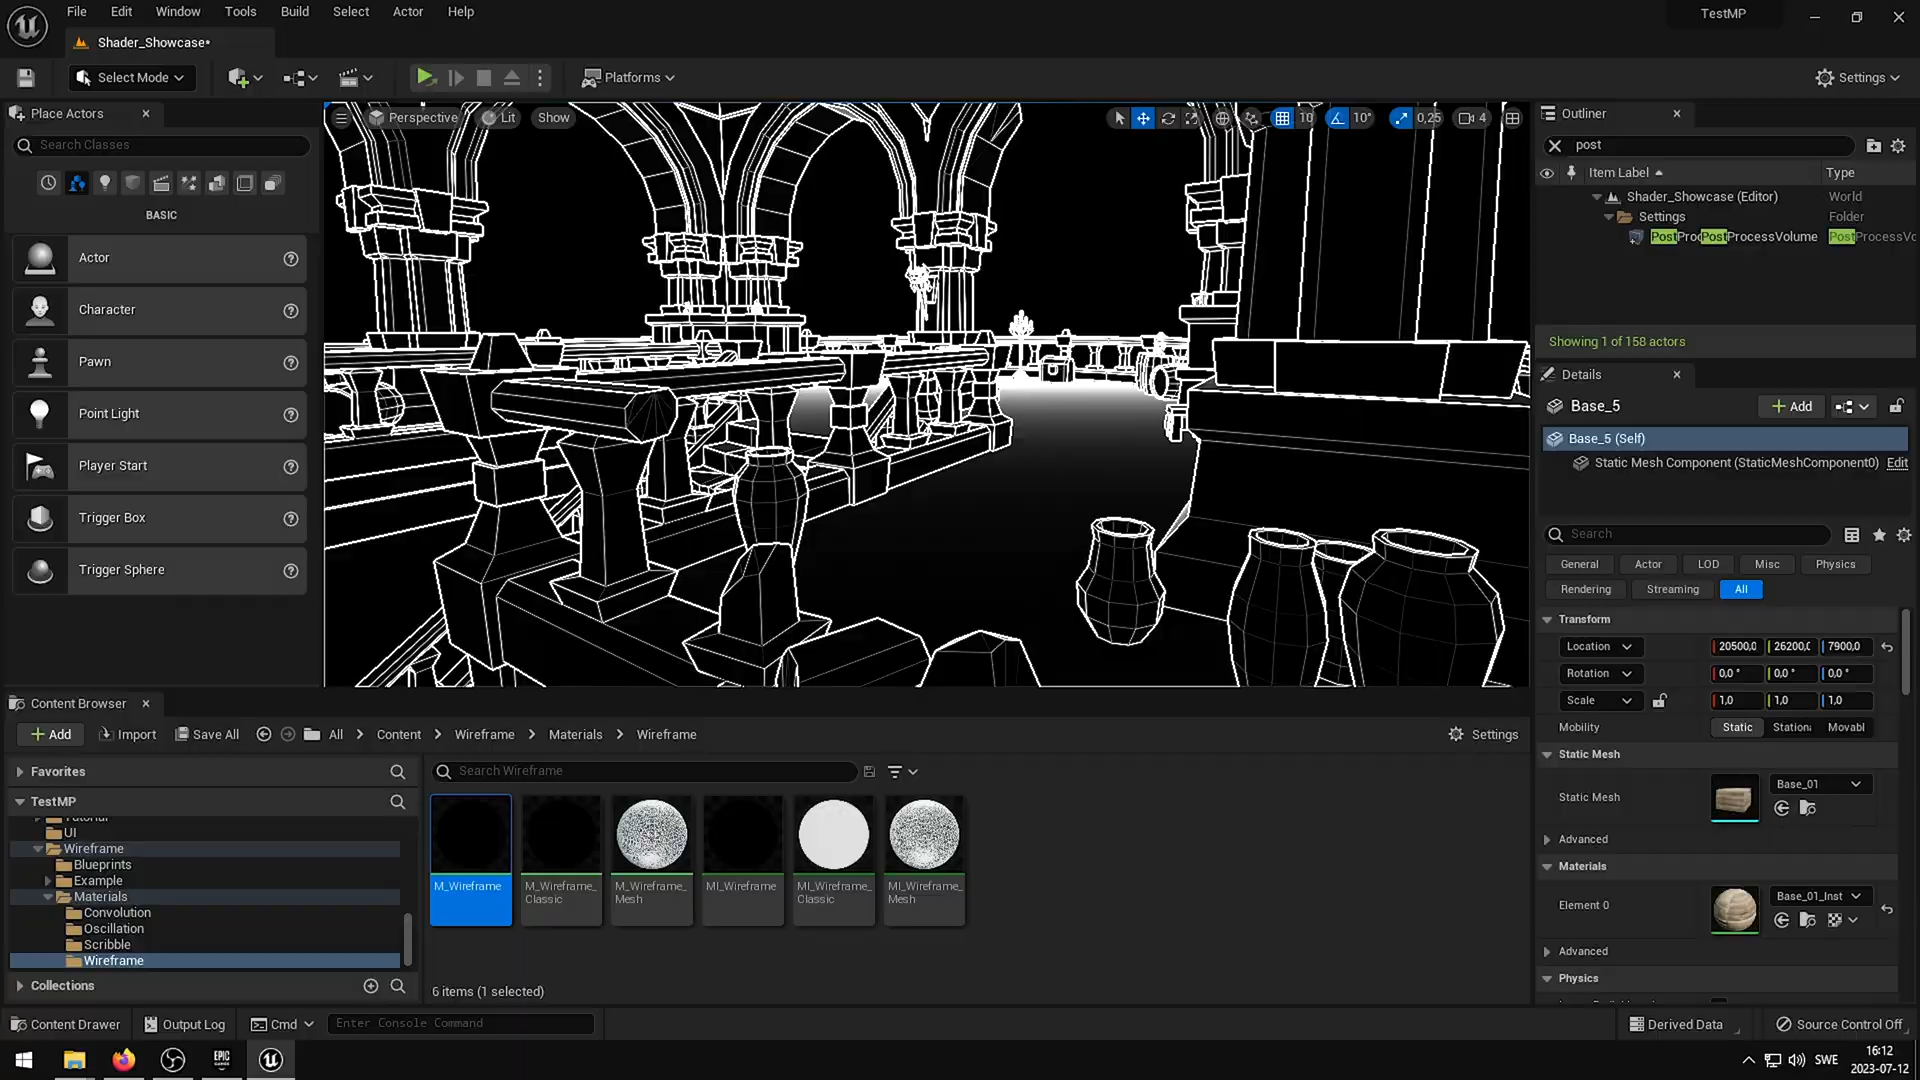 File Edit Window Tools Build Select Actor Help
TestMP
Shader_Showcase•
Select Mode
Platforms
Settings
Place Actors
Search Classes
BASIC
Actor
Character
Pawn
Point Light
Player Start
Trigger Box
Trigger Sphere
Perspective Lit Show
10 10° 0,25 4
Outliner
post
Item Label Type
Shader_Showcase (Editor) World
Settings Folder
PostProcPostProcessVolume PostProcessVc
Showing 1 of 158 actors
Details
Base_5
Add
Base_5 (Self)
Static Mesh Component (StaticMeshComponent0) Edit
Search
General Actor LOD Misc Physics
Rendering Streaming All
Transform
Location 20500,0 26200,0 7900,0
Rotation 0,0 ° 0,0 ° 0,0 °
Scale 1,0 1,0 1,0
Mobility Static Station Movabl
Static Mesh
Static Mesh Base_01
Advanced
Materials
Element 0 Base_01_Inst
Advanced
Physics
Content Browser
Add Import Save All All Content Wireframe Materials Wireframe Settings
Favorites
TestMP
Tutorial
UI
Wireframe
Blueprints
Example
Materials
Convolution
Oscillation
Scribble
Wireframe
Collections
Search Wireframe
M_Wireframe
M_Wireframe_
Classic
M_Wireframe_
Mesh
MI_Wireframe
MI_Wireframe_
Classic
MI_Wireframe_
Mesh
6 items (1 selected)
Content Drawer Output Log Cmd Enter Console Command
Derived Data Source Control Off
EPIC
GAMES
SWE
16:12
2023-07-12